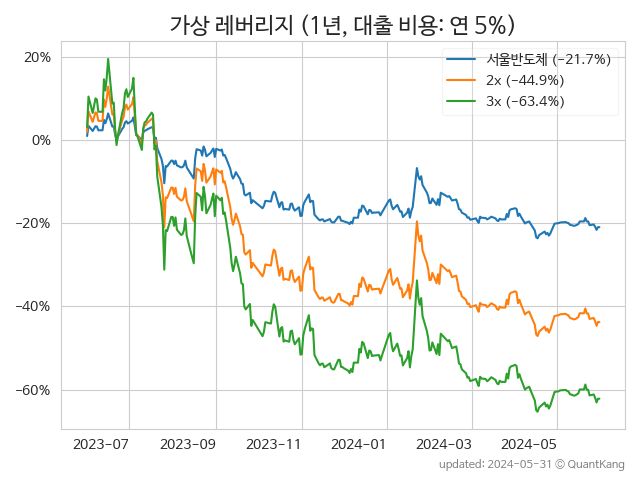 가상 레버리지 (1년, 대출 비용: 연 5%)
서울반도체 (−21.7%)
2x (−44.9%)
3x (−63.4%)
20%
0%
−20%
−40%
−60%
2023-07
2023-09
2023-11
2024-01
2024-03
2024-05
updated: 2024-05-31 © QuantKang